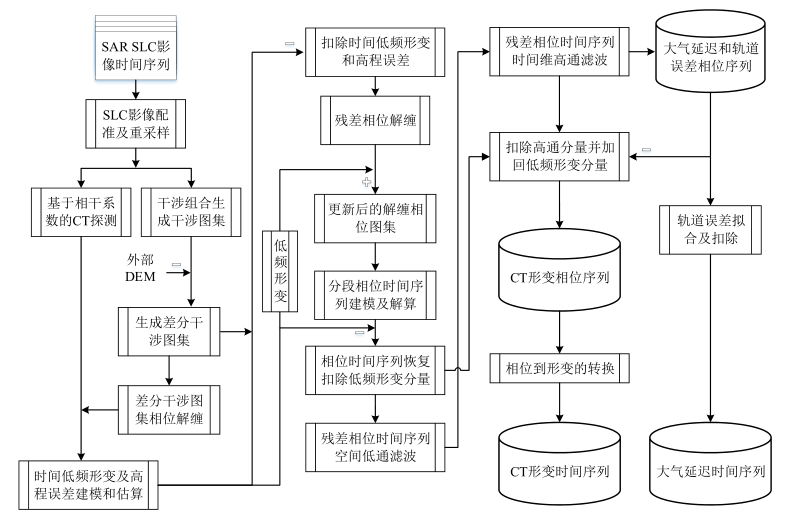 SAR SLC影
像时间序列
SLC影像配
准及重采样
基于相干系
数的CT探测
干涉组合生
成干涉图集
外部
DEM
生成差分干
涉图集
差分干涉图
集相位解缠
时间低频形变及高
程误差建模和估算
扣除时间低频形变
和高程误差
残差相位解缠
更新后的解缠相
位图集
低
频
形
变
分段相位时间序
列建模及解算
相位时间序列恢复
扣除低频形变分量
残差相位时间序列
空间低通滤波
残差相位时间序列
时间维高通滤波
扣除高通分量并加
回低频形变分量
CT形变相位序列
相位到形变的转换
CT形变时间序列
大气延迟和轨道
误差相位序列
轨道误差拟
合及扣除
大气延迟时间序列